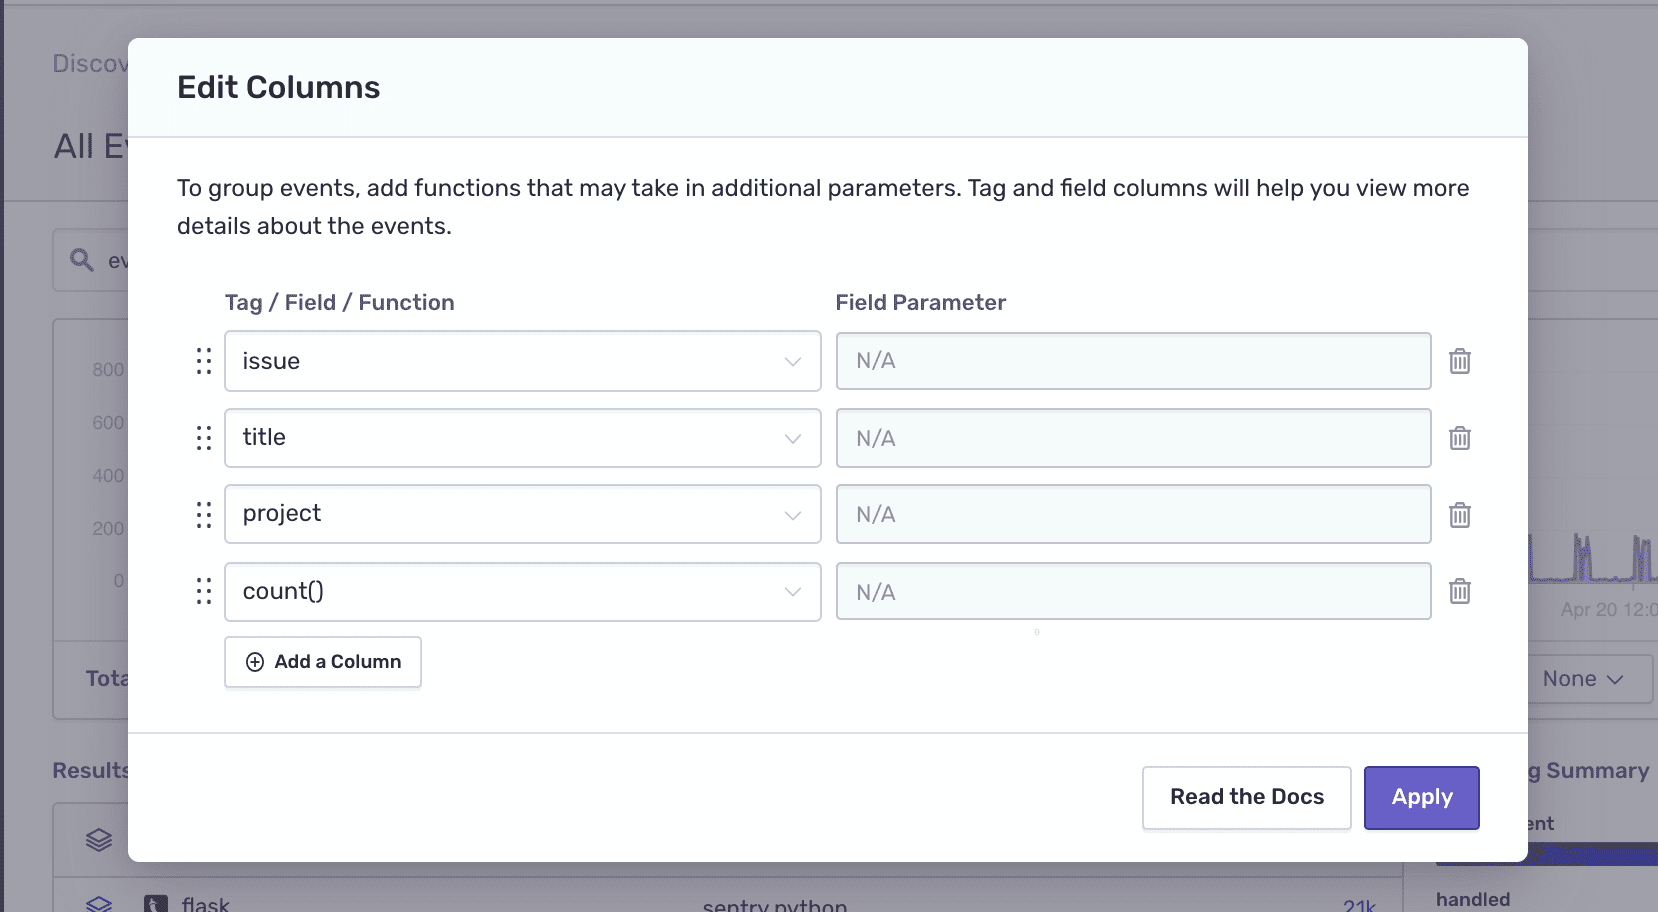 Discov
All Ev
ev
Edit Columns
To group events, add functions that may take in additional parameters. Tag and field columns will help you view more
details about the events.
Tag / Field / Function
Field Parameter
issue
N/A
title
N/A
project
N/A
count()
N/A
0
Add a Column
Read the Docs
Apply
800
600
400
200
0
Apr 20 12:0
Tota
None
Results
g Summary
ent
flask
sentry.python
21k
handled